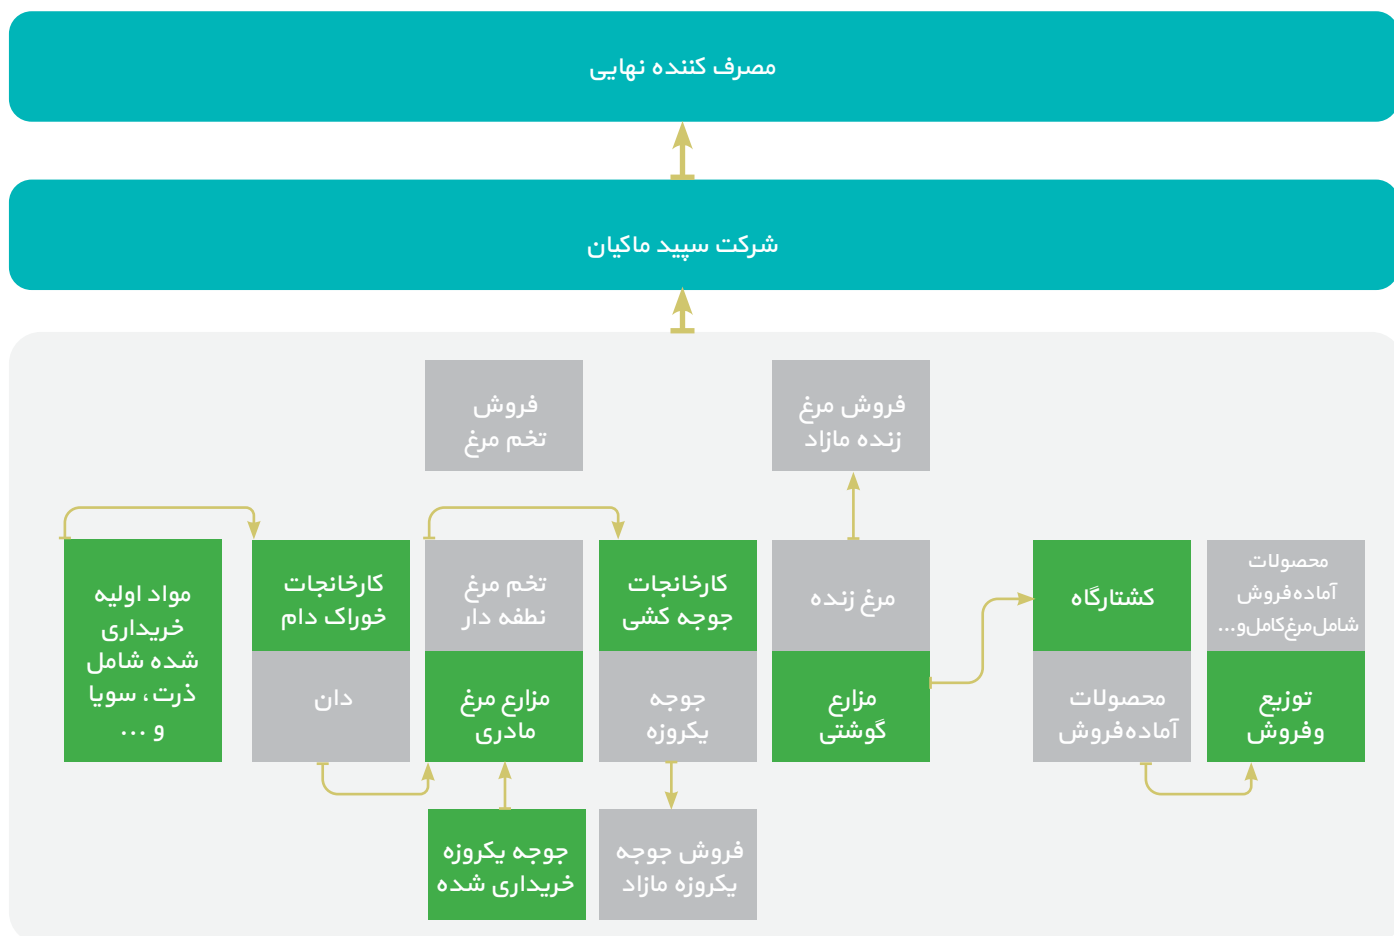 مصرف کننده نهایی
شرکت سپید ماکیان
فروش
تخم مرغ
فروش مرغ
زنده مازاد
مواد اولیه
خریداری
شده شامل
ذرت، سویا
و ...
کارخانجات
خوراک دام
دان
تخم مرغ
نطفه دار
مزارع مرغ
مادری
کارخانجات
جوجه کشی
جوجه
یکروزه
مرغ زنده
مزارع
گوشتی
کشتارگاه
محصولات
آماده‌فروش
محصولات
آماده‌فروش
شامل‌مرغ‌کامل‌و...
توزیع
وفروش
جوجه یکروزه
خریداری شده
فروش جوجه
یکروزه مازاد